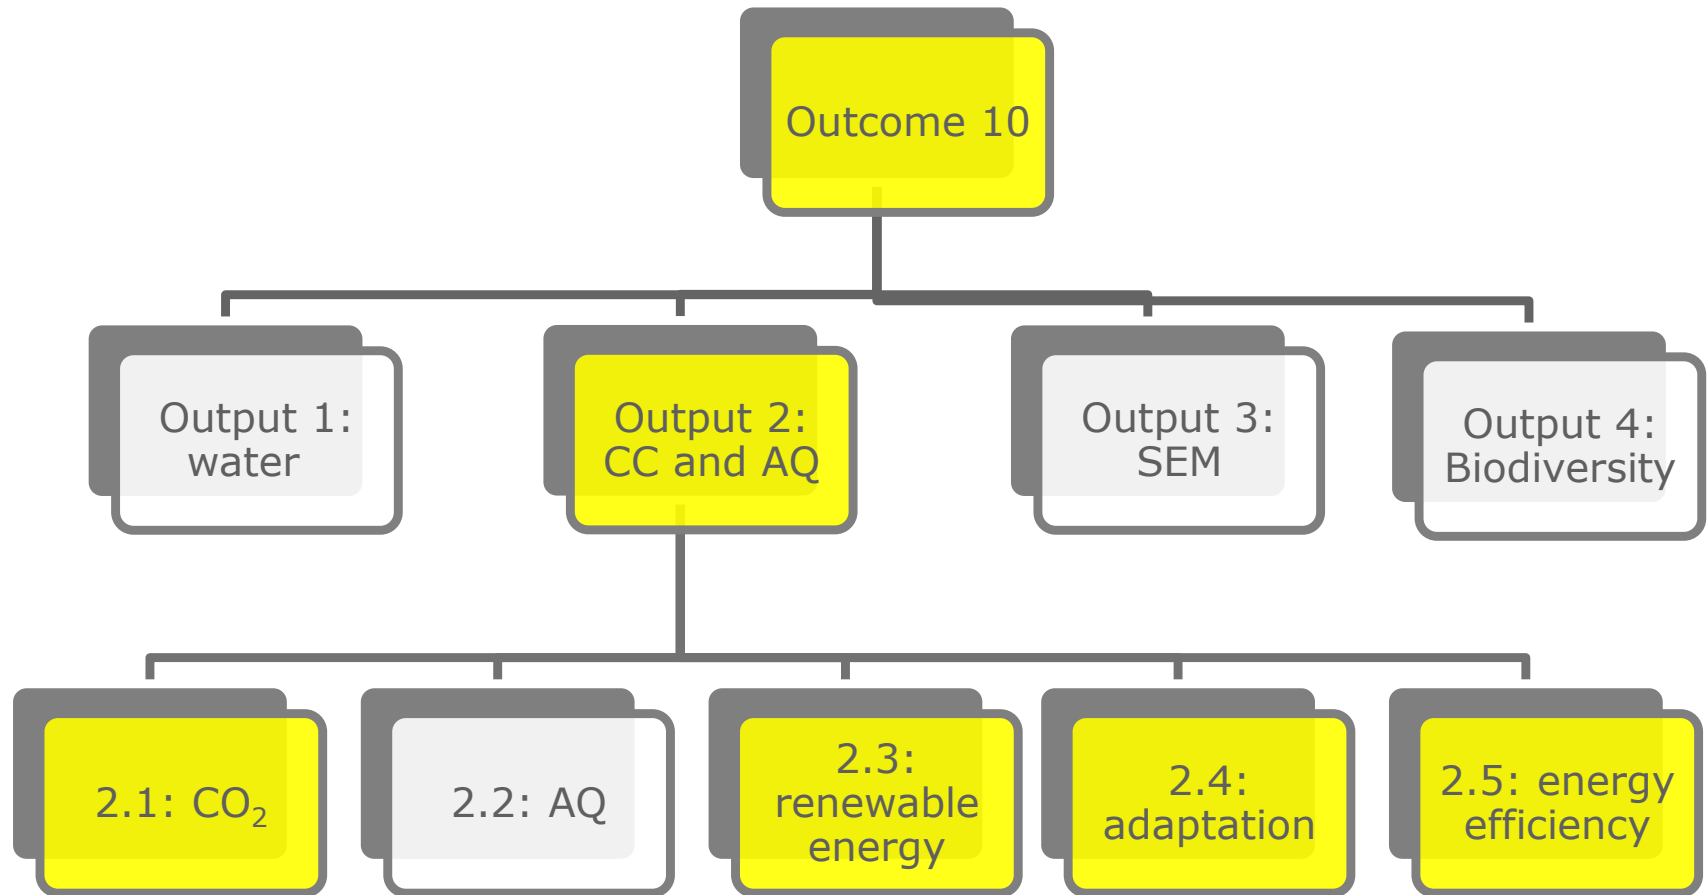 Outcome 10
Output 1:
water
Output 2:
CC and AQ
Output 3:
SEM
Output 4:
Biodiversity
2.1: CO₂
2.2: AQ
2.3:
renewable
energy
2.4:
adaptation
2.5: energy
efficiency